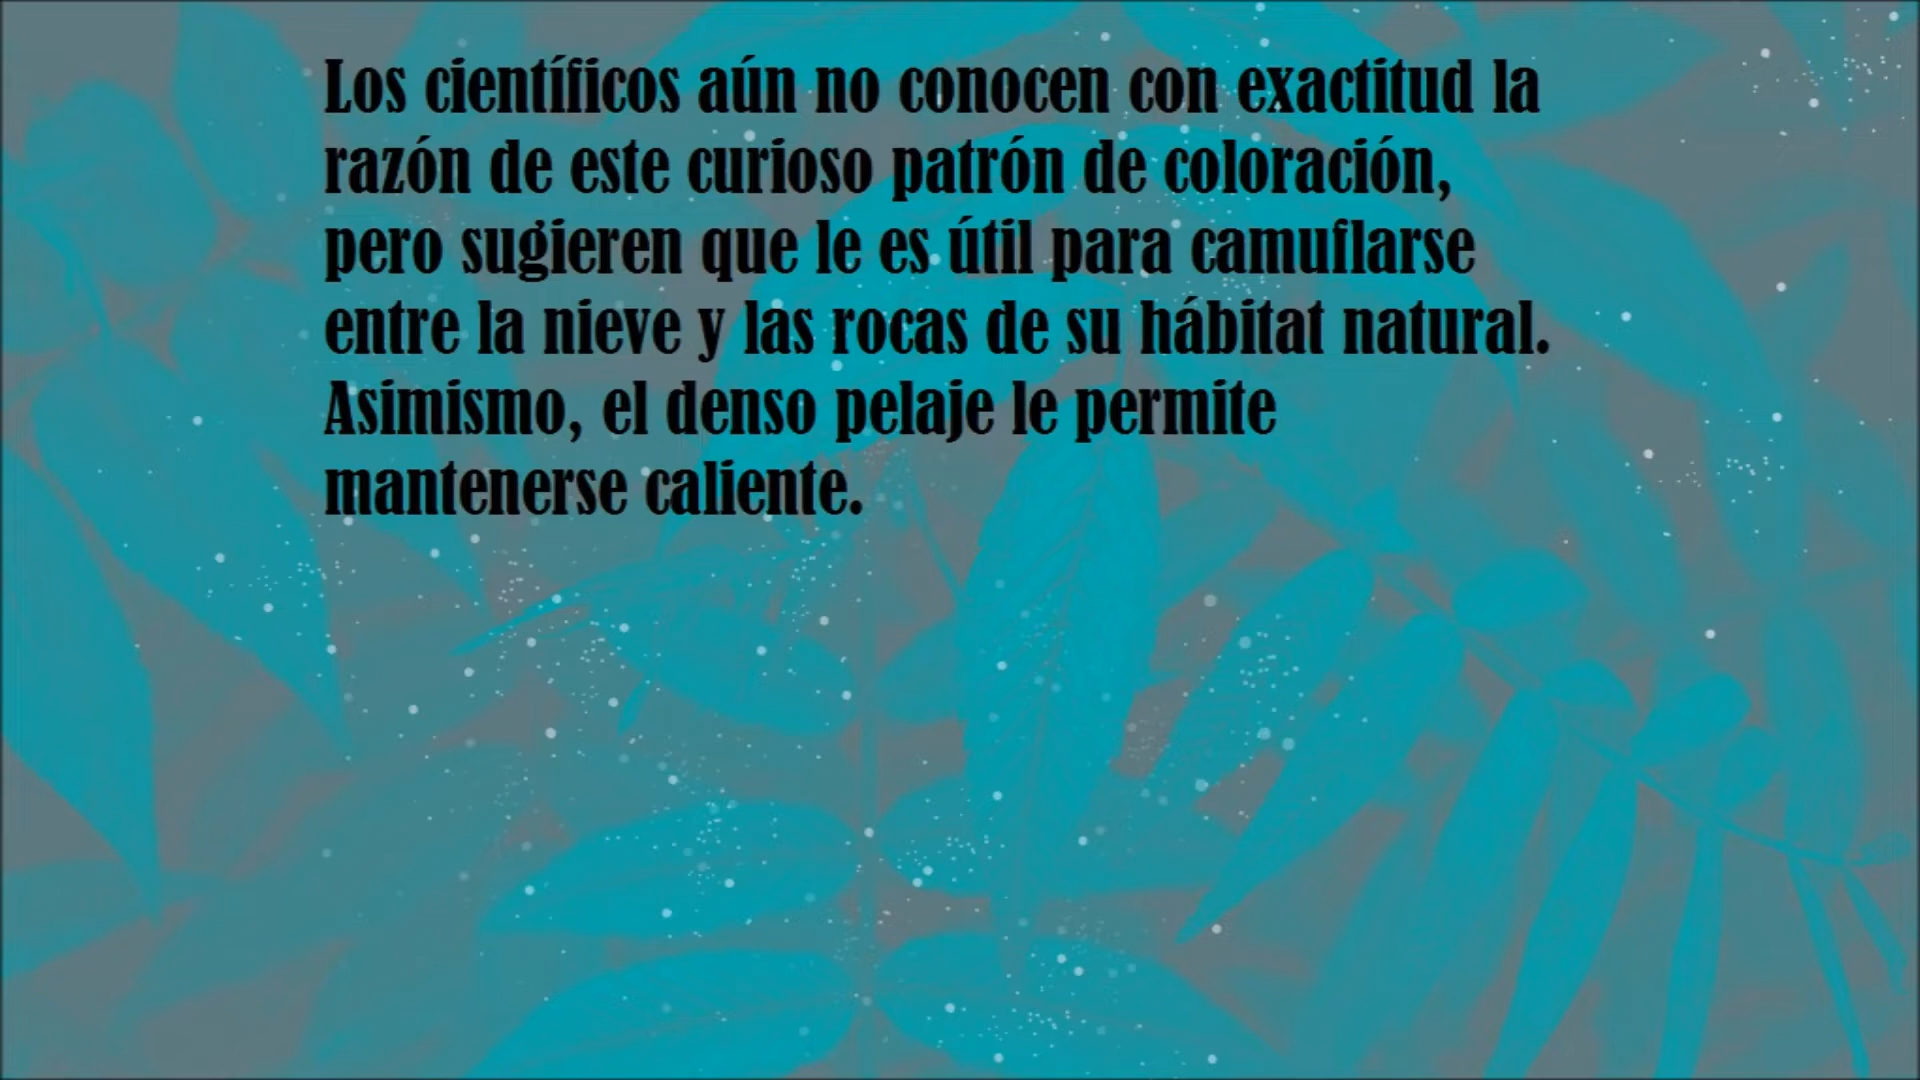 Los científicos aún no conocen con exactitud la
razón de este curioso patrón de coloración,
pero sugieren que le es útil para camuflarse
entre la nieve y las rocas de su hábitat natural.
Asimismo, el denso pelaje le permite
mantenerse caliente.